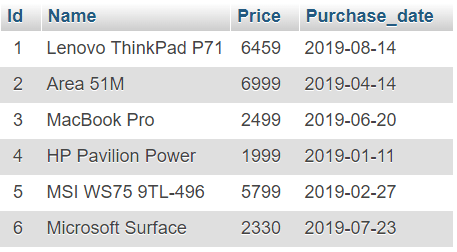 Id Name Price Purchase_date
1 Lenovo ThinkPad P71 6459 2019-08-14
2 Area 51M 6999 2019-04-14
3 MacBook Pro 2499 2019-06-20
4 HP Pavilion Power 1999 2019-01-11
5 MSI WS75 9TL-496 5799 2019-02-27
6 Microsoft Surface 2330 2019-07-23